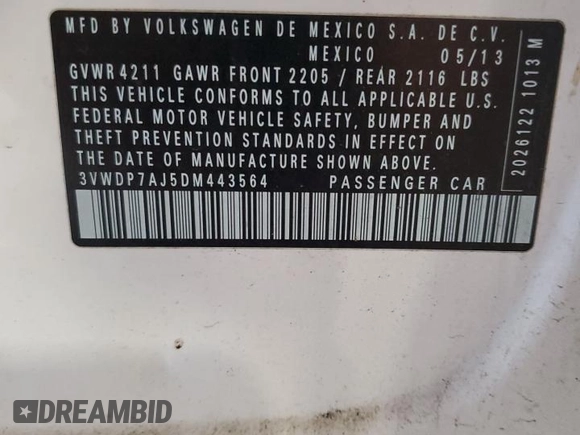 MFD BY VOLKSWAGEN DE MEXICO S.A. DE C.V.
MEXICO 05/13
GVWR 4211 GAWR FRONT 2205 / REAR 2116 LBS
THIS VEHICLE CONFORMS TO ALL APPLICABLE U.S.
FEDERAL MOTOR VEHICLE SAFETY, BUMPER AND
THEFT PREVENTION STANDARDS IN EFFECT ON
THE DATE OF MANUFACTURE SHOWN ABOVE.
3VWDP7AJ5DM443564 PASSENGER CAR
2026122 1013 M
DREAMBID